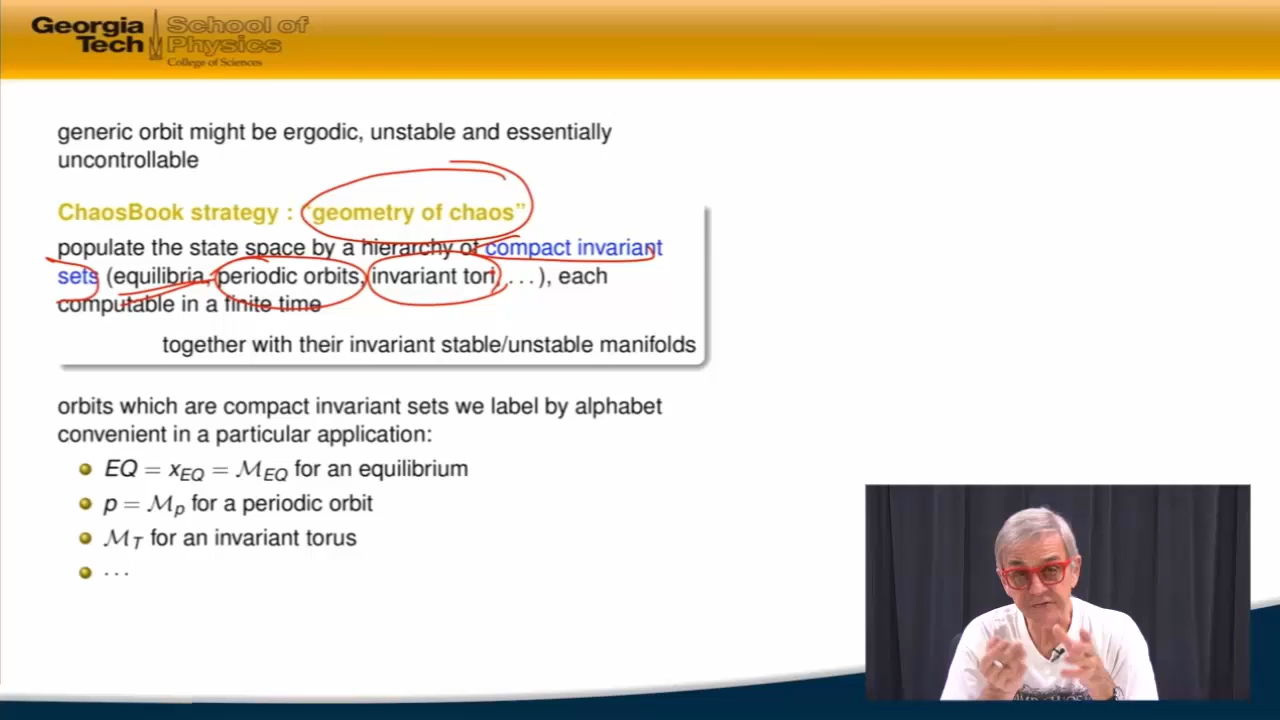 Georgia Tech
School of Physics
College of Sciences
generic orbit might be ergodic, unstable and essentially
uncontrollable
ChaosBook strategy : "geometry of chaos"
populate the state space by a hierarchy of compact invariant
sets (equilibria, periodic orbits, invariant tori, ...), each
computable in a finite time
together with their invariant stable/unstable manifolds
orbits which are compact invariant sets we label by alphabet
convenient in a particular application:
EQ = x_EQ = ℳ_EQ for an equilibrium
p = ℳ_p for a periodic orbit
ℳ_T for an invariant torus
...